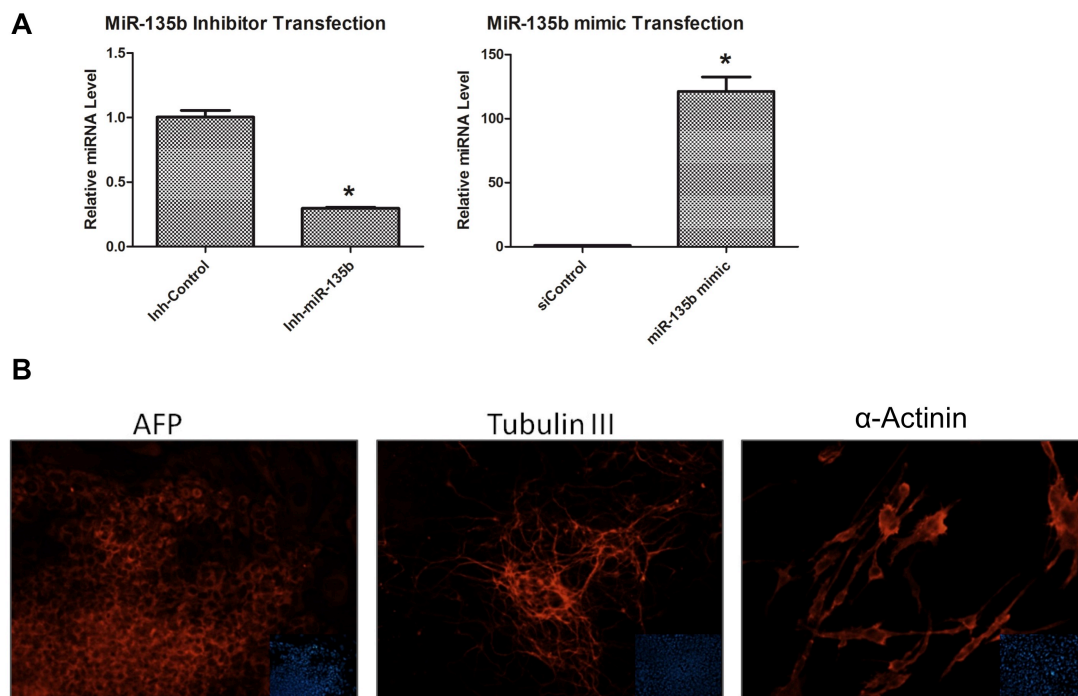 A
MiR-135b Inhibitor Transfection
Relative miRNA Level
1.5
1.0
0.5
0.0
*
Inh-Control
Inh-miR-135b
MiR-135b mimic Transfection
Relative miRNA Level
150
100
50
0
*
siControl
miR-135b mimic
B
AFP
Tubulin III
α-Actinin